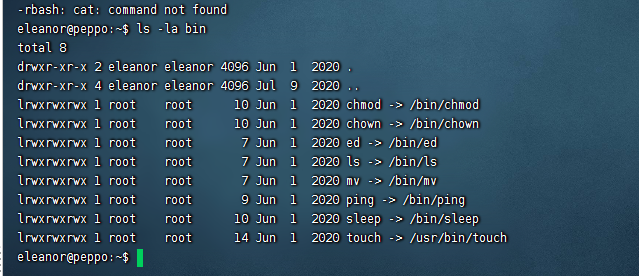 -rbash: cat: command not found
eleanor@peppo:~$ ls -la bin
total 8
drwxr-xr-x 2 eleanor eleanor 4096 Jun  1  2020 .
drwxr-xr-x 4 eleanor eleanor 4096 Jul  9  2020 ..
lrwxrwxrwx 1 root    root      10 Jun  1  2020 chmod -> /bin/chmod
lrwxrwxrwx 1 root    root      10 Jun  1  2020 chown -> /bin/chown
lrwxrwxrwx 1 root    root       7 Jun  1  2020 ed -> /bin/ed
lrwxrwxrwx 1 root    root       7 Jun  1  2020 ls -> /bin/ls
lrwxrwxrwx 1 root    root       7 Jun  1  2020 mv -> /bin/mv
lrwxrwxrwx 1 root    root       9 Jun  1  2020 ping -> /bin/ping
lrwxrwxrwx 1 root    root      10 Jun  1  2020 sleep -> /bin/sleep
lrwxrwxrwx 1 root    root      14 Jun  1  2020 touch -> /usr/bin/touch
eleanor@peppo:~$